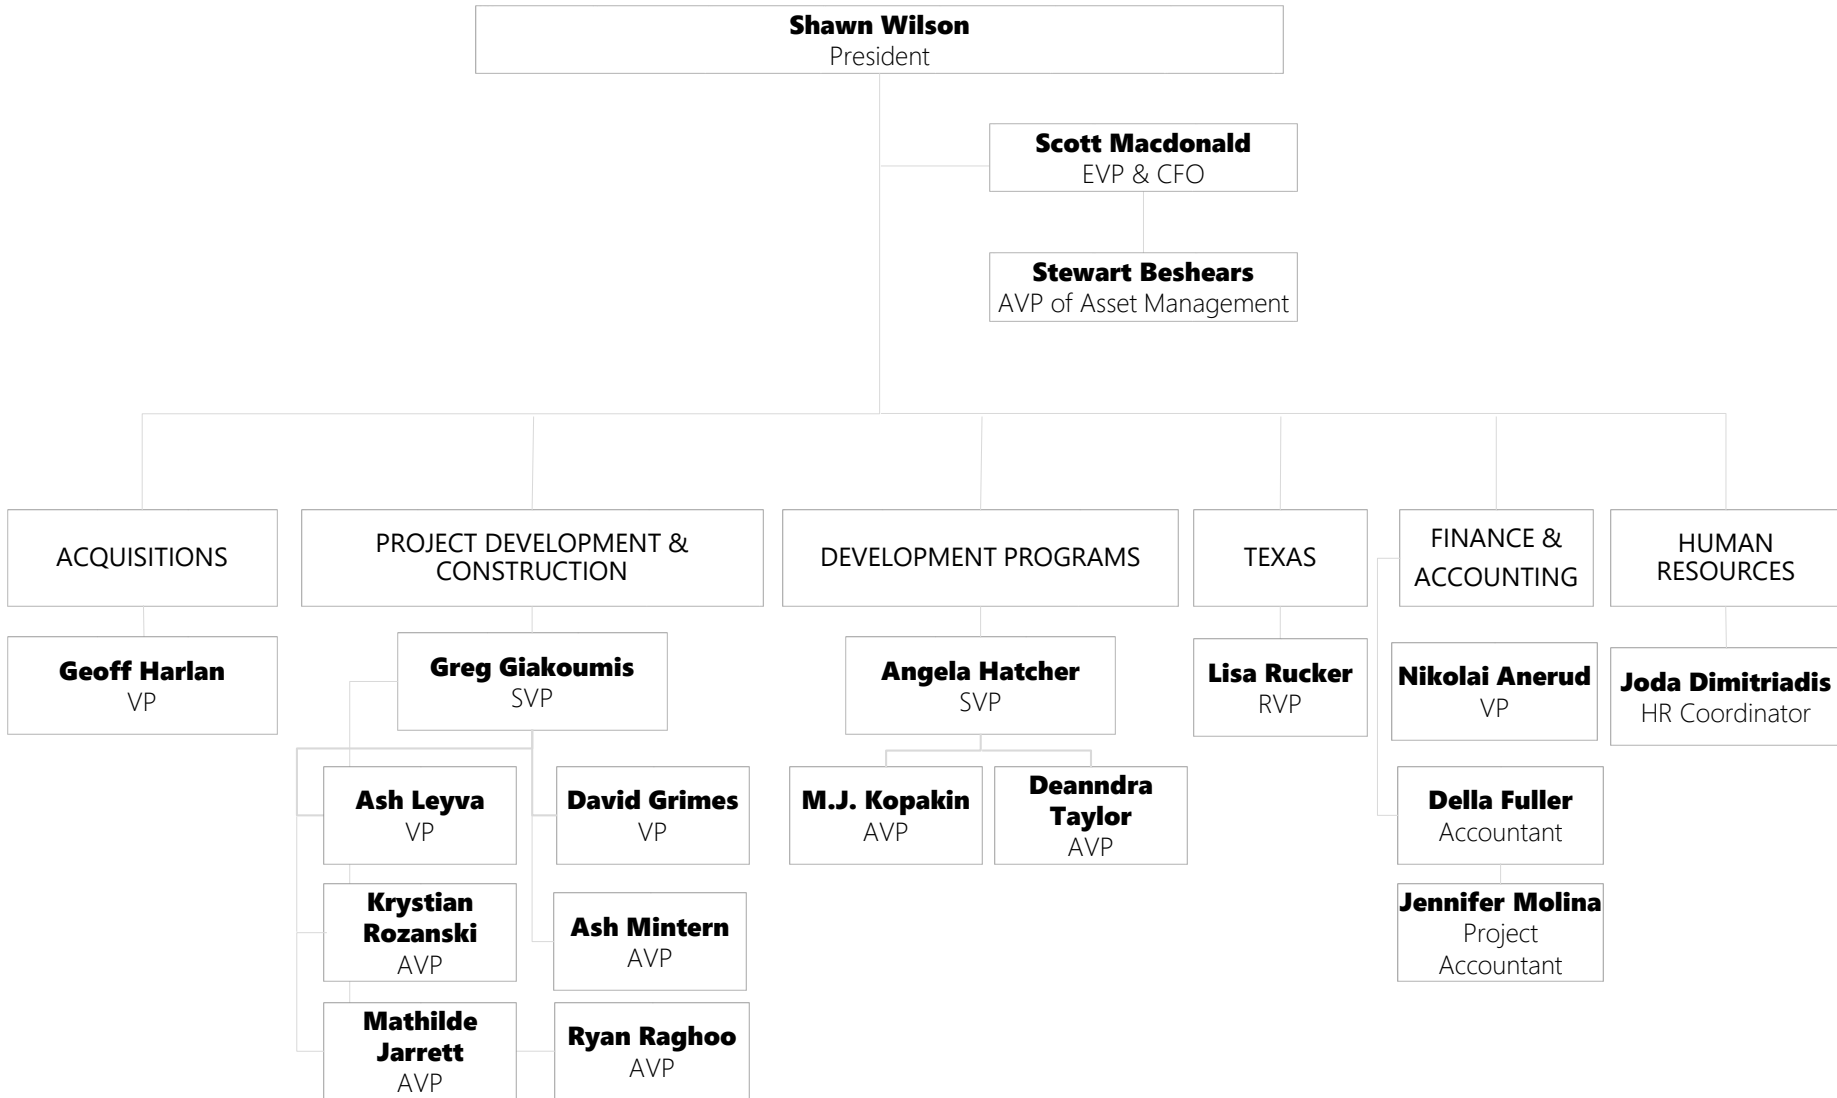 Shawn Wilson
President
Scott Macdonald
EVP & CFO
Stewart Beshears
AVP of Asset Management
ACQUISITIONS
PROJECT DEVELOPMENT &
CONSTRUCTION
DEVELOPMENT PROGRAMS
TEXAS
FINANCE &
ACCOUNTING
HUMAN
RESOURCES
Geoff Harlan
VP
Greg Giakoumis
SVP
Angela Hatcher
SVP
Lisa Rucker
RVP
Nikolai Anerud
VP
Joda Dimitriadis
HR Coordinator
Ash Leyva
VP
David Grimes
VP
M.J. Kopakin
AVP
Deanndra
Taylor
AVP
Della Fuller
Accountant
Krystian
Rozanski
AVP
Ash Mintern
AVP
Jennifer Molina
Project
Accountant
Mathilde
Jarrett
AVP
Ryan Raghoo
AVP